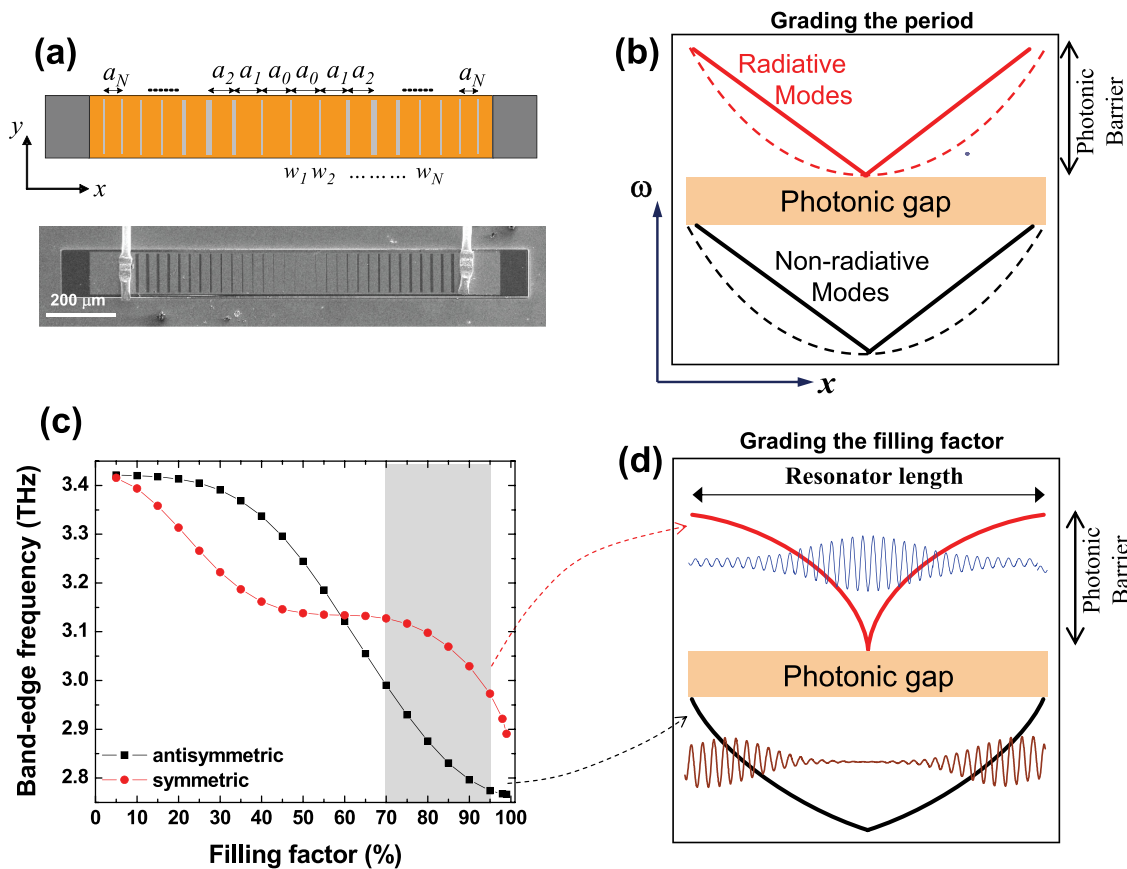 (a)
a_N a_2 a_1 a_0 a_0 a_1 a_2 a_N
y
x
w_1 w_2 ... ... ... w_N
200 μm
(b)
Grading the period
Radiative
Modes
Photonic
Barrier
Photonic gap
ω
Non-radiative
Modes
x
(c)
Band-edge frequency (THz)
3.4
3.3
3.2
3.1
3.0
2.9
2.8
antisymmetric
symmetric
0 10 20 30 40 50 60 70 80 90 100
Filling factor (%)
Grading the filling factor
(d)
Resonator length
Photonic
Barrier
Photonic gap